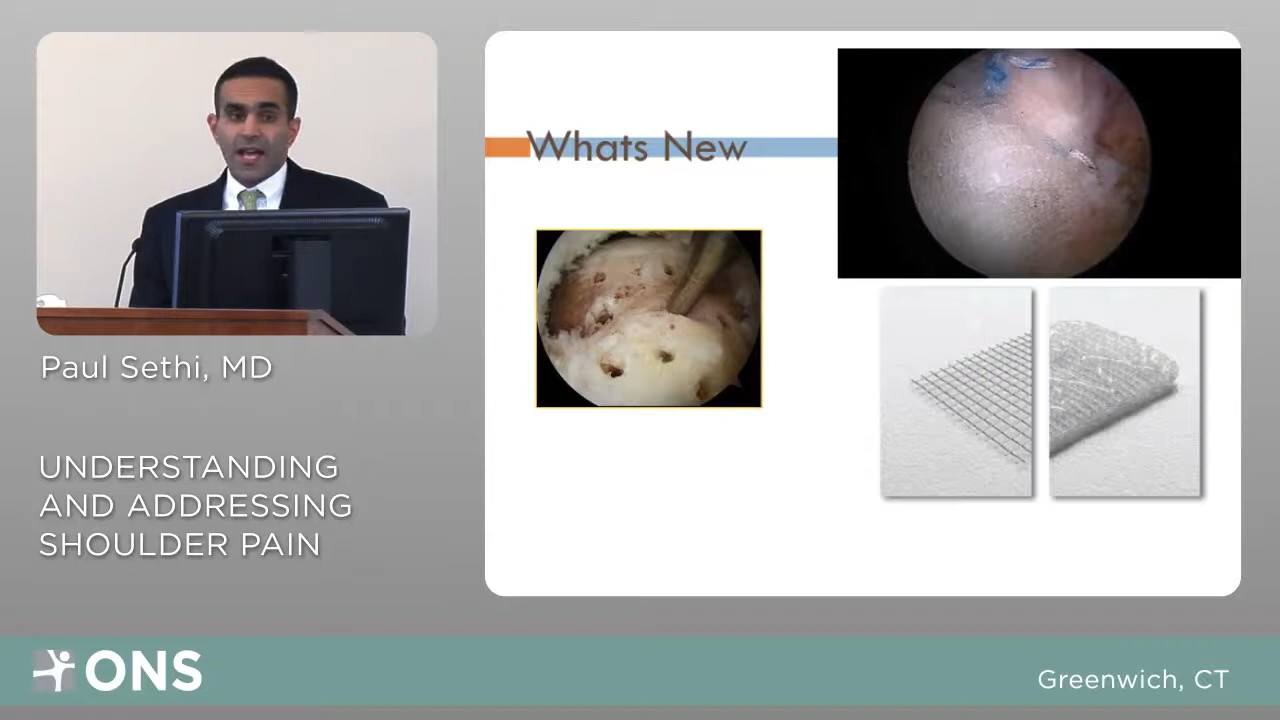 Whats New
Paul Sethi, MD
UNDERSTANDING
AND ADDRESSING
SHOULDER PAIN
ONS
Greenwich, CT